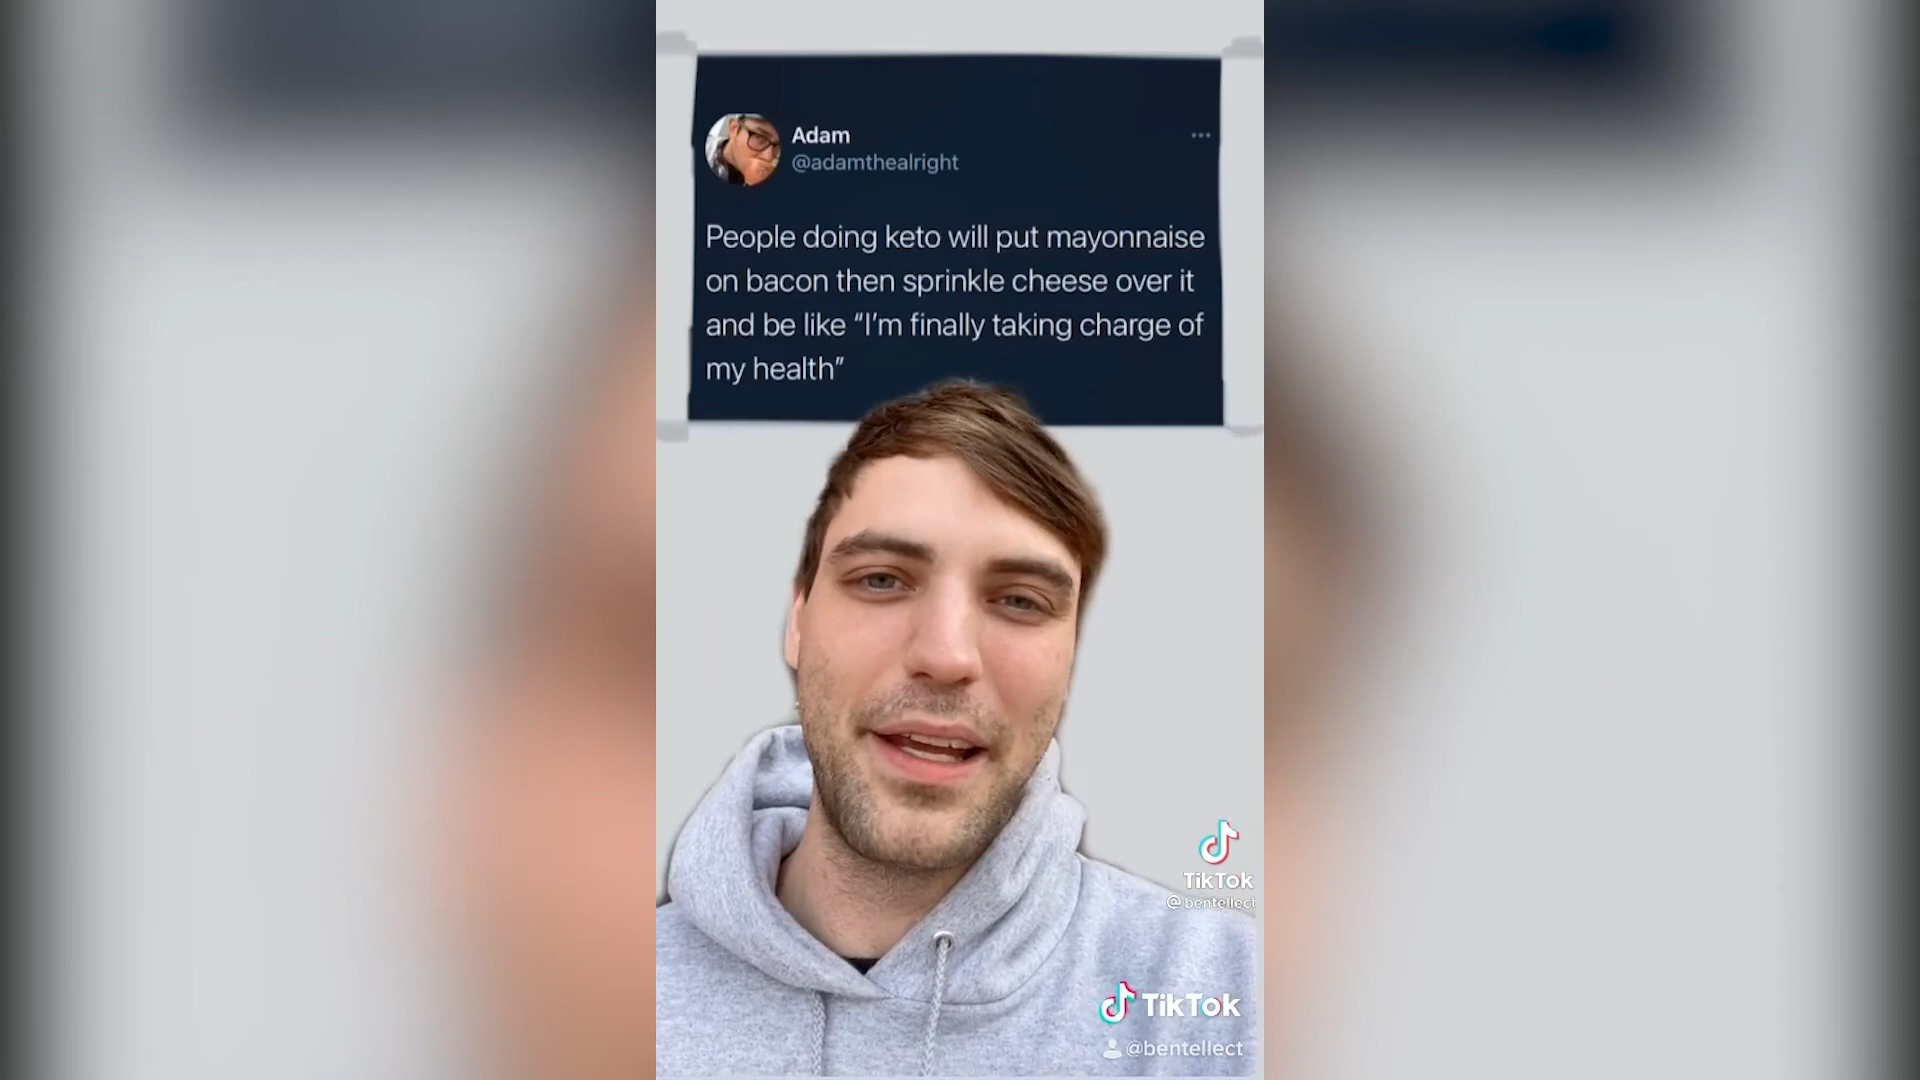 Adam
@adamthealright
People doing keto will put mayonnaise
on bacon then sprinkle cheese over it
and be like “I’m finally taking charge of
my health”
TikTok
@bentellect
TikTok
@bentellect